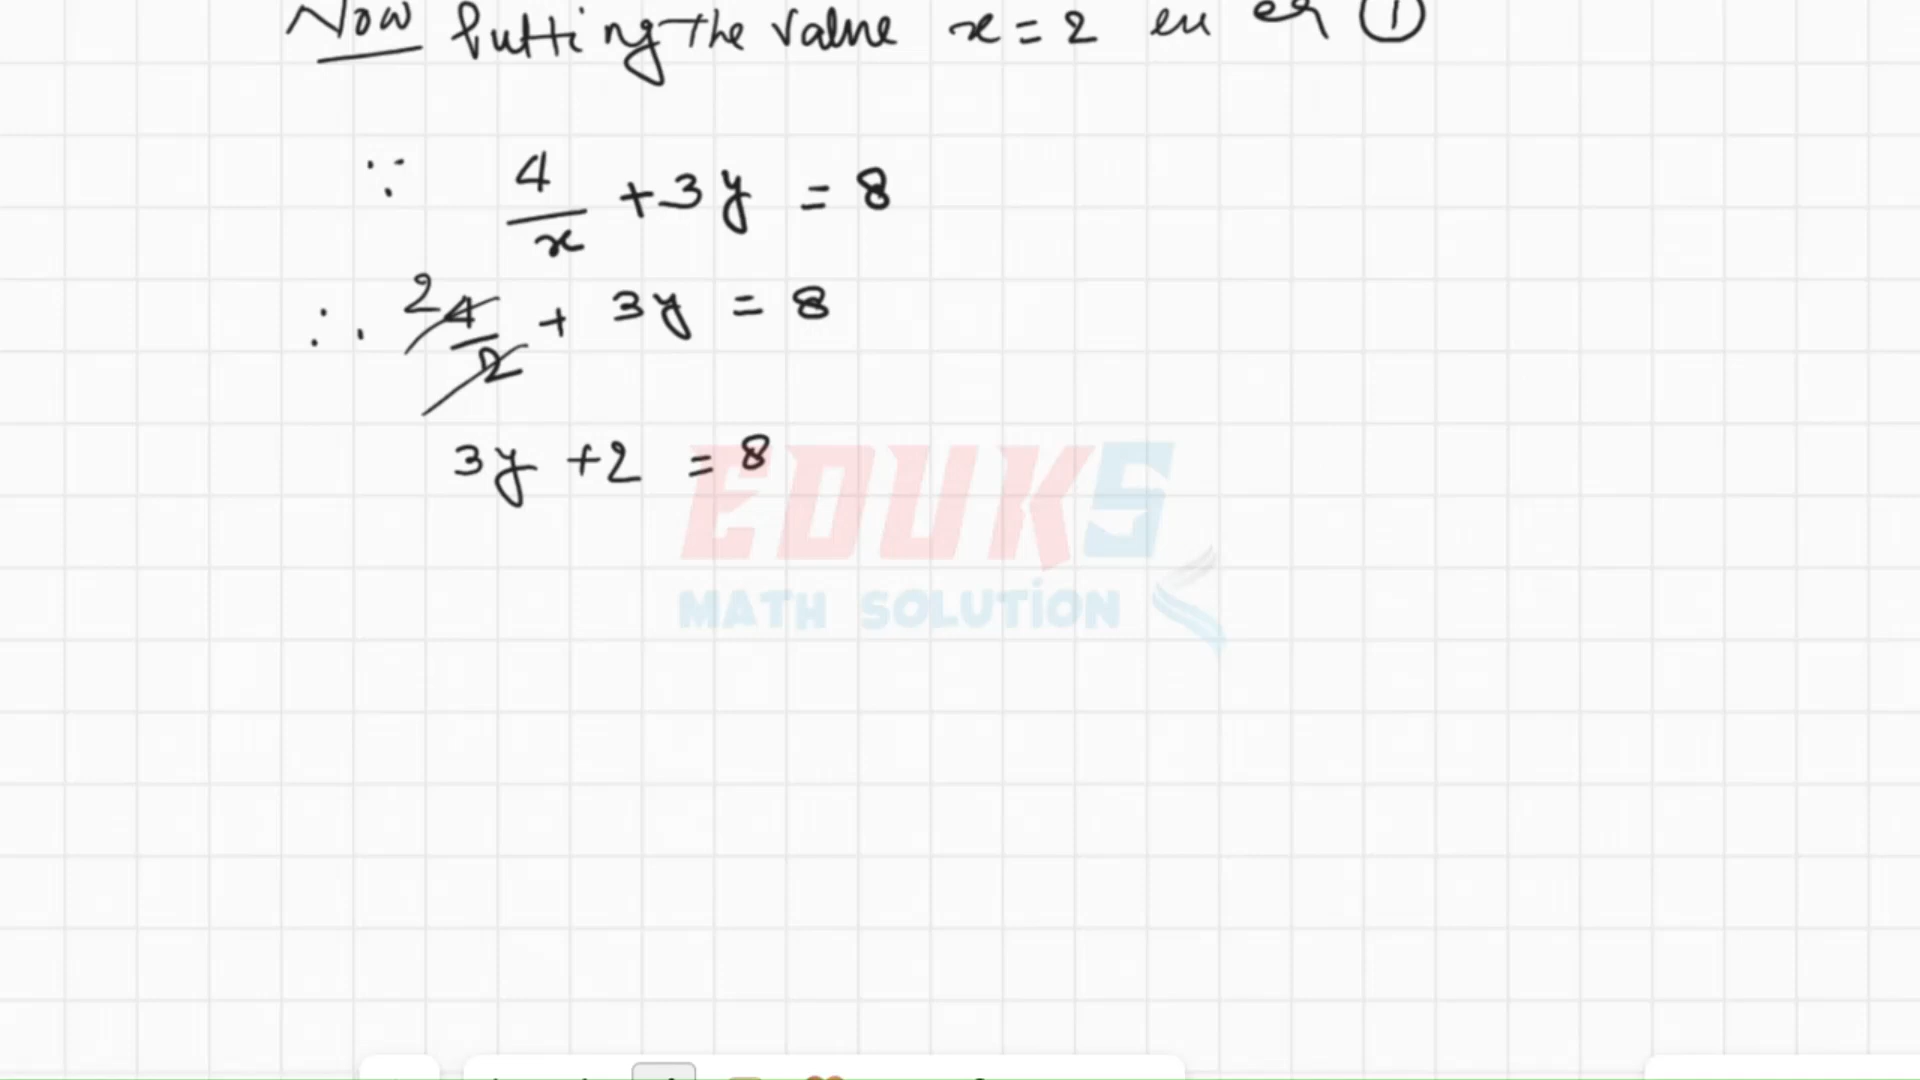 Now putting the value x = 2 in eq ①
∵ 4/x + 3y = 8
∴ 2 4/2 + 3y = 8
3y + 2 = 8
EDUKS
MATH SOLUTION